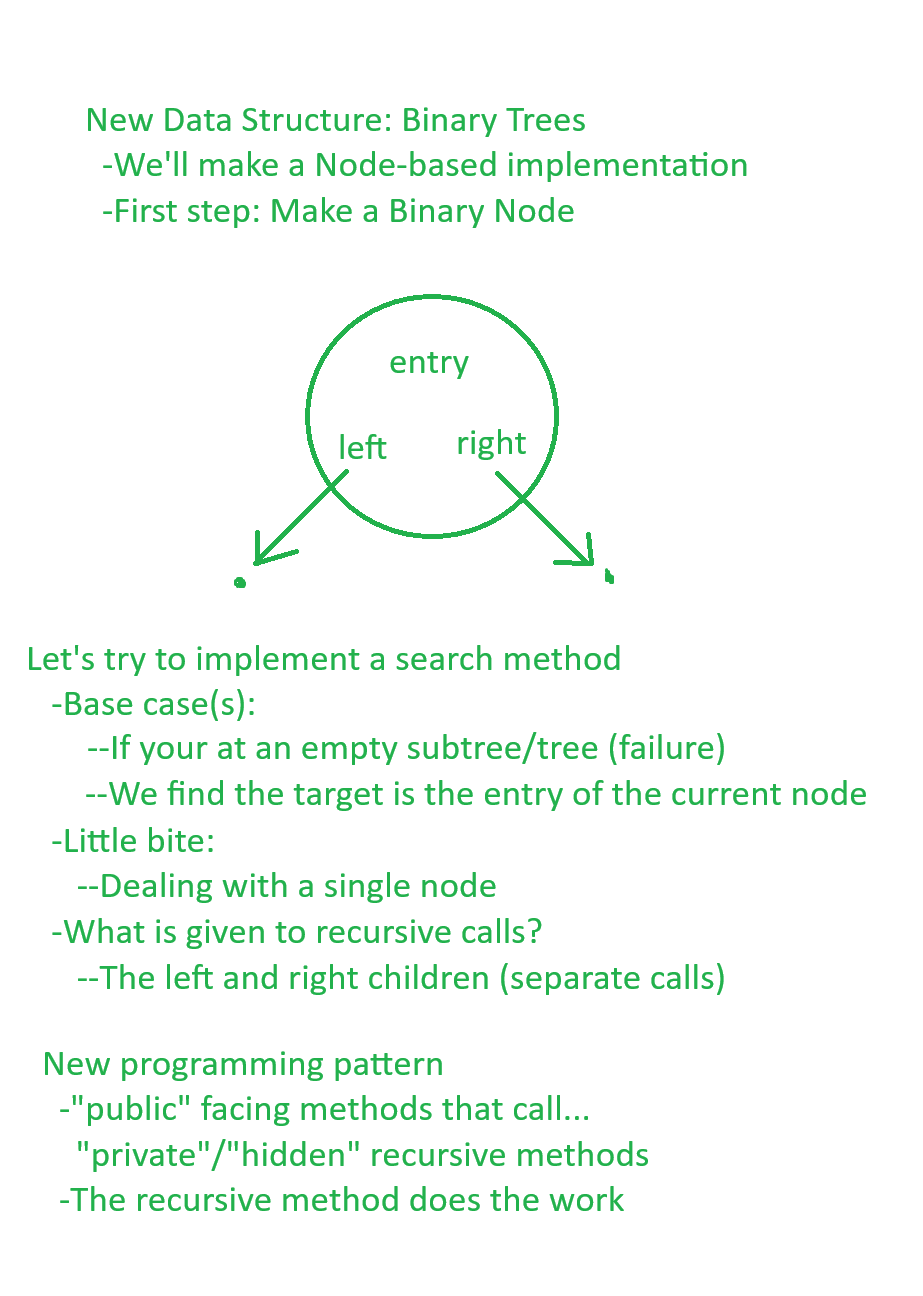 New Data Structure: Binary Trees
-We'll make a Node-based implementation
-First step: Make a Binary Node
entry
left
right
Let's try to implement a search method
-Base case(s):
--If your at an empty subtree/tree (failure)
--We find the target is the entry of the current node
-Little bite:
--Dealing with a single node
-What is given to recursive calls?
--The left and right children (separate calls)
New programming pattern
-"public" facing methods that call...
"private"/"hidden" recursive methods
-The recursive method does the work